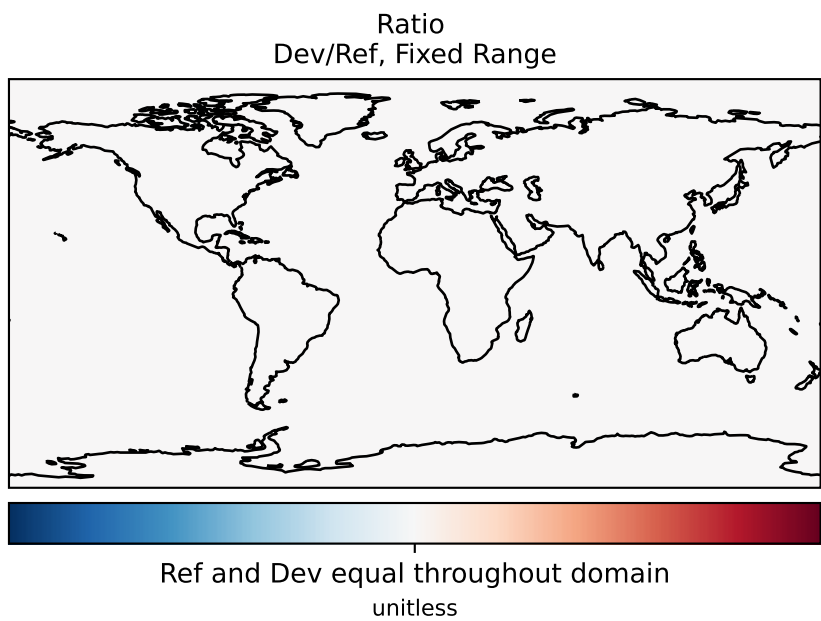 Ratio
Dev/Ref, Fixed Range
Ref and Dev equal throughout domain
unitless